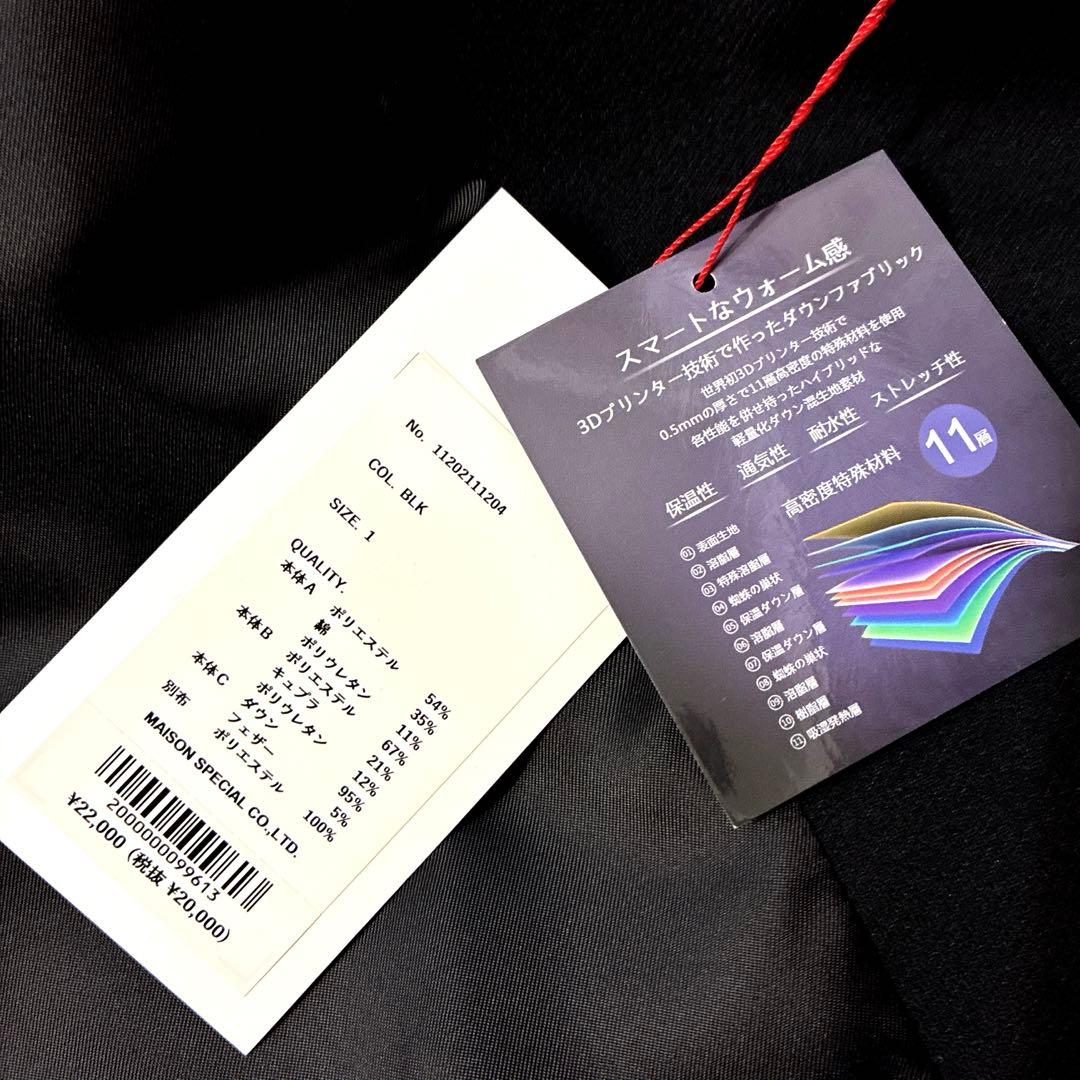 No. 11202111204
COL. BLK
SIZE. 1
QUALITY.
本体A ポリエステル 54%
綿 35%
ポリウレタン 11%
本体B ポリエステル 67%
キュプラ 21%
ポリウレタン 12%
本体C ダウン 95%
フェザー 5%
別布 ポリエステル 100%
MAISON SPECIAL CO.,LTD.
2000000099613
¥22,000 (税抜 ¥20,000)
スマートなウォーム感
3Dプリンター技術で作ったダウンファブリック
世界初3Dプリンター技術で
0.5mmの厚さで11層高密度の特殊材料を使用
各性能を併せ持ったハイブリッドな
軽量化ダウン混生地素材
保温性 通気性 耐水性 ストレッチ性
高密度特殊材料 11層
01 表面生地
02 溶脂層
03 特殊溶脂層
04 蜘蛛の巣状
05 保温ダウン層
06 溶脂層
07 保温ダウン層
08 蜘蛛の巣状
09 溶脂層
10 樹脂層
11 吸湿発熱層